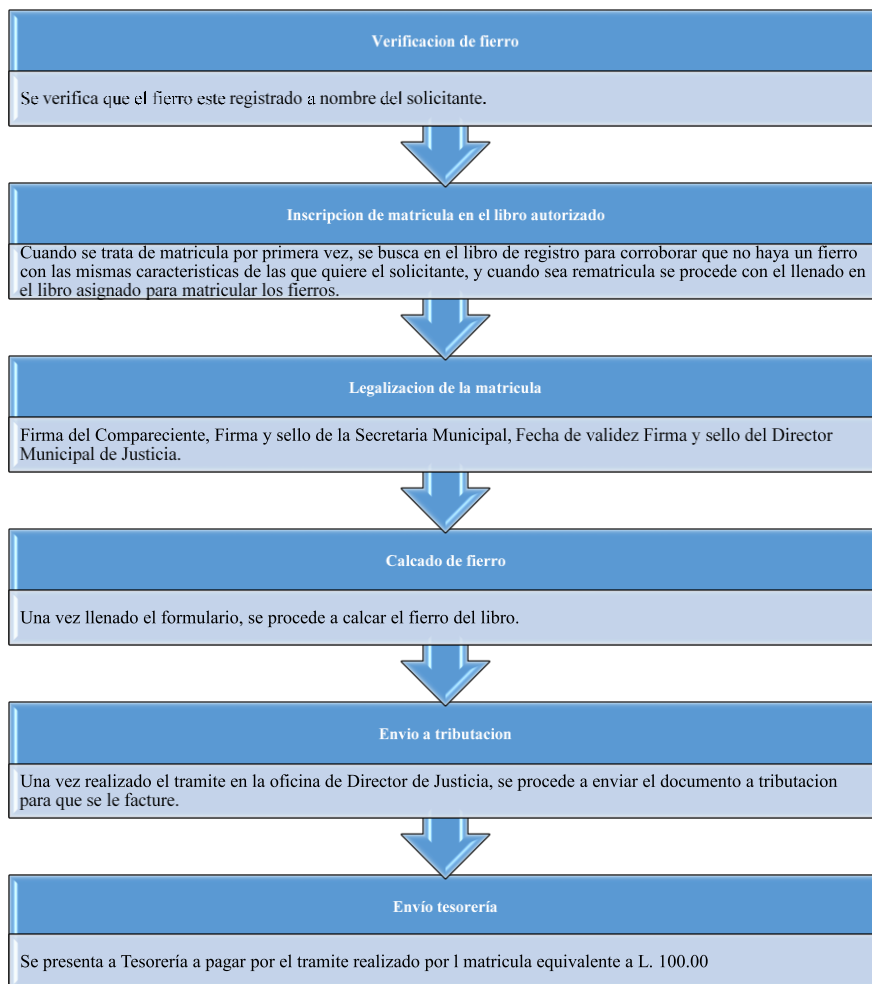 Verificacion de fierro
Se verifica que el fierro este registrado a nombre del solicitante.
Inscripcion de matricula en el libro autorizado
Cuando se trata de matricula por primera vez, se busca en el libro de registro para corroborar que no haya un fierro
con las mismas caracteristicas de las que quiere el solicitante, y cuando sea rematricula se procede con el llenado en
el libro asignado para matricular los fierros.
Legalizacion de la matricula
Firma del Compareciente, Firma y sello de la Secretaria Municipal, Fecha de validez Firma y sello del Director
Municipal de Justicia.
Calcado de fierro
Una vez llenado el formulario, se procede a calcar el fierro del libro.
Envio a tributacion
Una vez realizado el tramite en la oficina de Director de Justicia, se procede a enviar el documento a tributacion
para que se le facture.
Envío tesorería
Se presenta a Tesorería a pagar por el tramite realizado por l matricula equivalente a L. 100.00